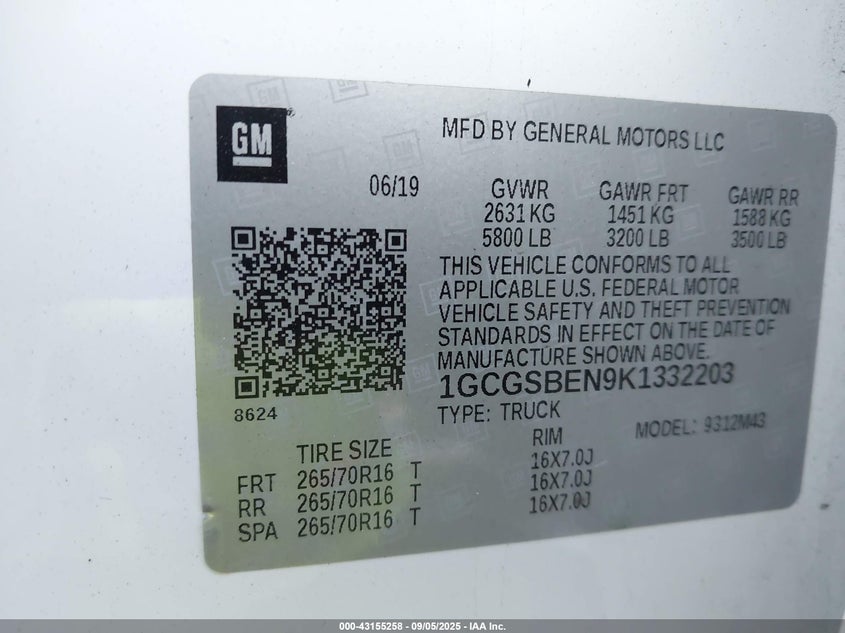 GM
MFD BY GENERAL MOTORS LLC
06/19
GVWR GAWR FRT GAWR RR
2631 KG 1451 KG 1588 KG
5800 LB 3200 LB 3500 LB
THIS VEHICLE CONFORMS TO ALL
APPLICABLE U.S. FEDERAL MOTOR
VEHICLE SAFETY AND THEFT PREVENTION
STANDARDS IN EFFECT ON THE DATE OF
MANUFACTURE SHOWN ABOVE.
1GCGSBEN9K1332203
8624
TYPE: TRUCK MODEL: 9312M43
TIRE SIZE RIM
FRT 265/70R16 T 16X7.0J
RR 265/70R16 T 16X7.0J
SPA 265/70R16 T 16X7.0J
000-43155258 - 09/05/2025 - IAA Inc.